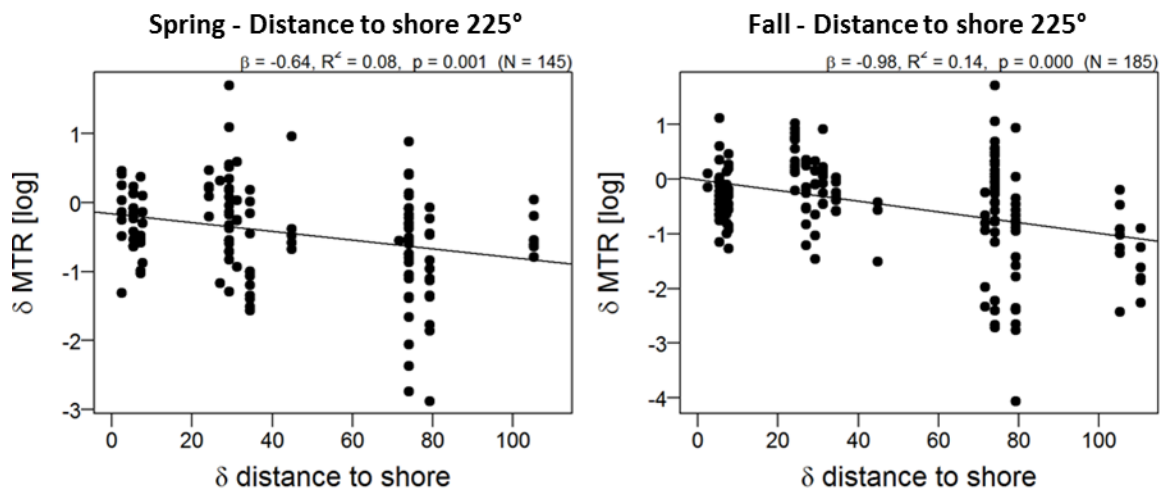 Spring - Distance to shore 225°
β = -0.64, R² = 0.08, p = 0.001 (N = 145)
1
0
-1
-2
-3
δ MTR [log]
0 20 40 60 80 100
δ distance to shore
Fall - Distance to shore 225°
β = -0.98, R² = 0.14, p = 0.000 (N = 185)
1
0
-1
-2
-3
-4
δ MTR [log]
0 20 40 60 80 100
δ distance to shore